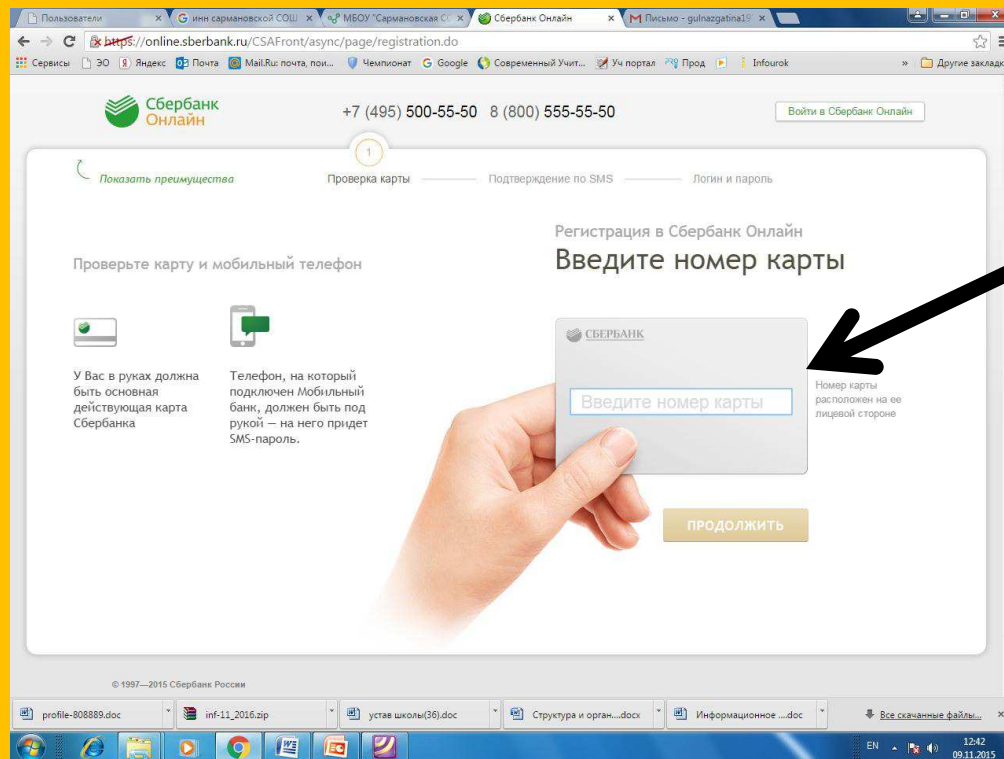 Пользователи
инн сармановской СОШ
МБОУ "Сармановская СО
Сбербанк Онлайн
Письмо - gulnazgatina19
https://online.sberbank.ru/CSAFront/async/page/registration.do
Сервисы ЭО Яндекс Почта Mail.Ru: почта, пои... Чемпионат Google Современный Учит... Уч портал Прод Infourok » Другие закладк
Сбербанк
Онлайн
+7 (495) 500-55-50 8 (800) 555-55-50
Войти в Сбербанк Онлайн
1
Показать преимущества
Проверка карты
Подтверждение по SMS
Логин и пароль
Регистрация в Сбербанк Онлайн
Введите номер карты
Проверьте карту и мобильный телефон
У Вас в руках должна
быть основная
действующая карта
Сбербанка
Телефон, на который
подключен Мобильный
банк, должен быть под
рукой — на него придет
SMS-пароль.
СБЕРБАНК
Введите номер карты
Номер карты
расположен на ее
лицевой стороне
ПРОДОЛЖИТЬ
© 1997—2015 Сбербанк России
profile-808889.doc
inf-11_2016.zip
устав школы(36).doc
Структура и орган....docx
Информационное ....doc
Все скачанные файлы...
EN
12:42
09.11.2015